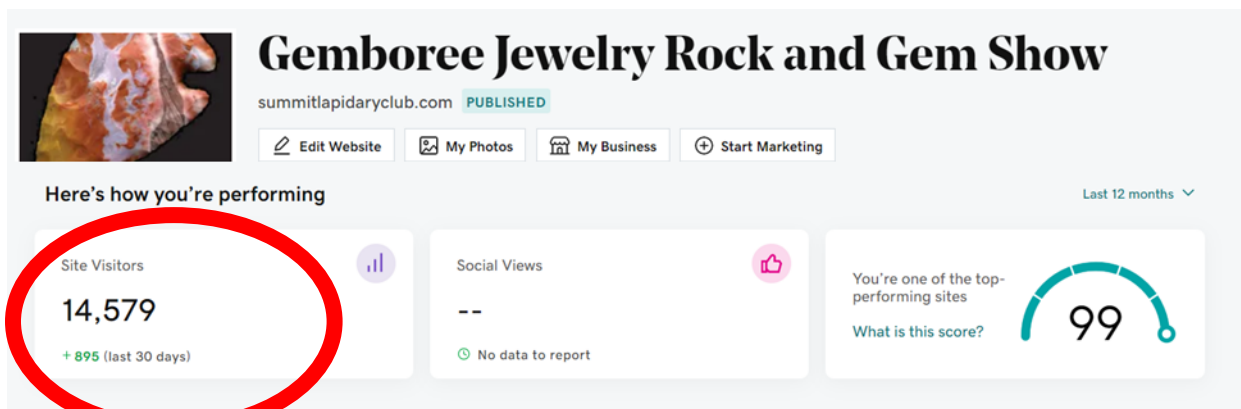 Gemboree Jewelry Rock and Gem Show
summitlapidaryclub.com PUBLISHED
Edit Website My Photos My Business Start Marketing
Here's how you're performing
Last 12 months
Site Visitors
14,579
+ 895 (last 30 days)
Social Views
--
No data to report
You're one of the top-
performing sites
What is this score?
99